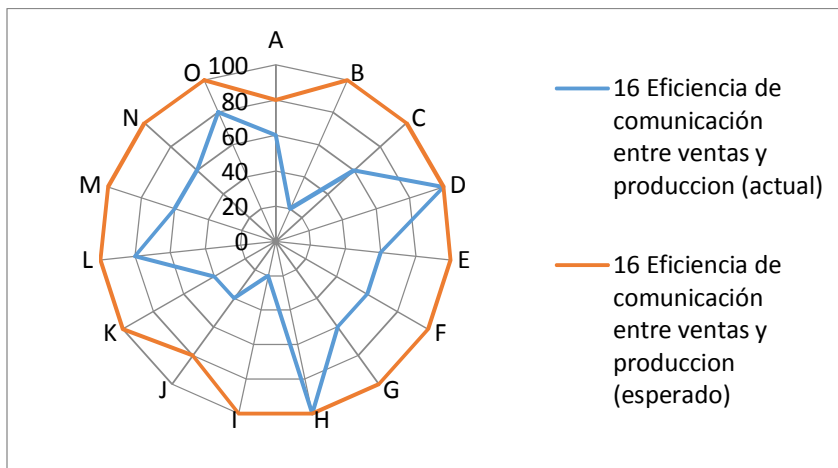 A
B
C
D
E
F
G
H
I
J
K
L
M
N
O
100
80
60
40
20
0
16 Eficiencia de
comunicación
entre ventas y
produccion (actual)
16 Eficiencia de
comunicación
entre ventas y
produccion
(esperado)